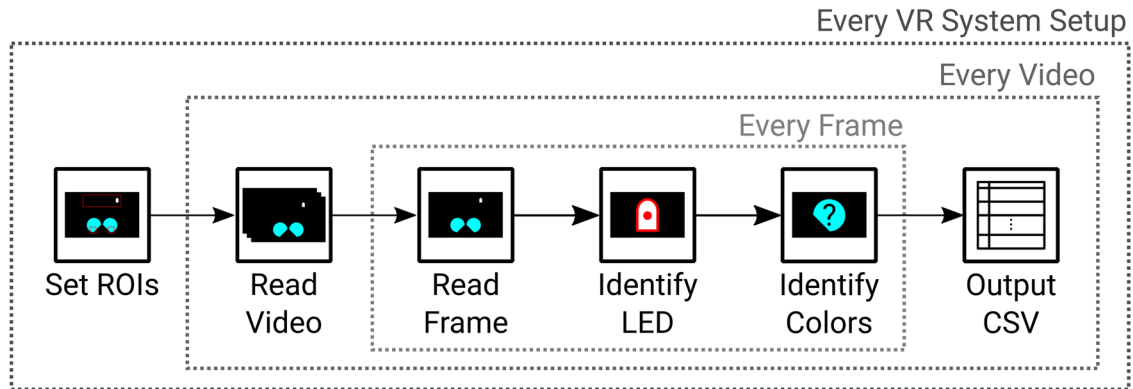 Every VR System Setup
Every Video
Every Frame
?
Set ROIs
Read
Video
Read
Frame
Identify
LED
Identify
Colors
Output
CSV